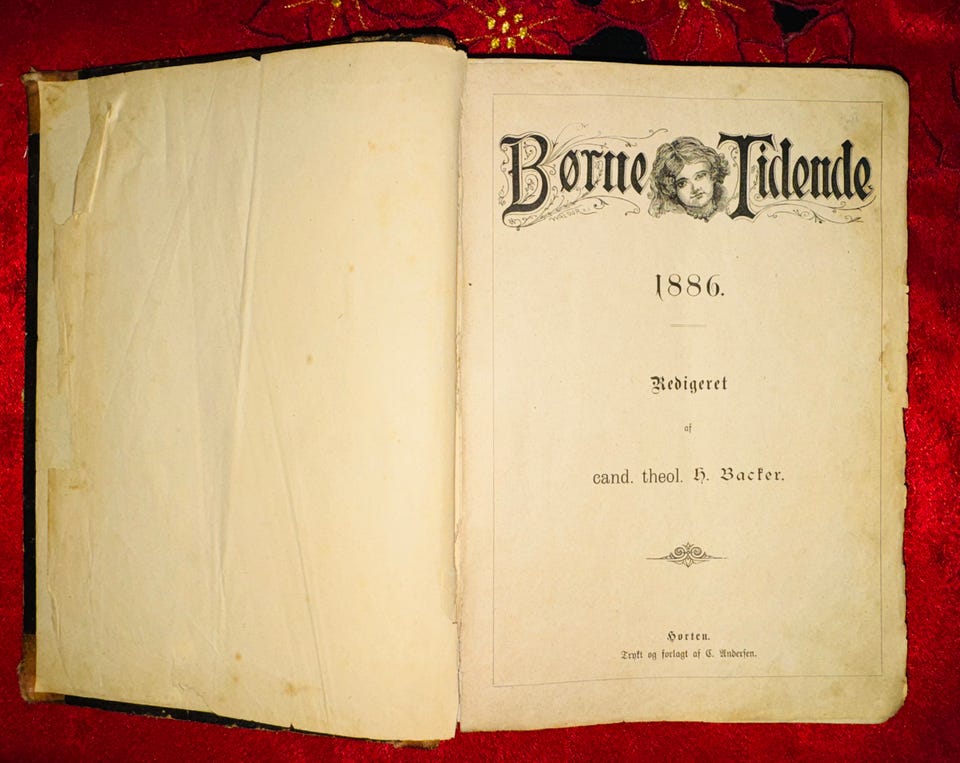 Børne Tidende
1886.
Redigeret
af
cand. theol. H. Backer.
Horten.
Trykt og forlagt af C. Andersen.